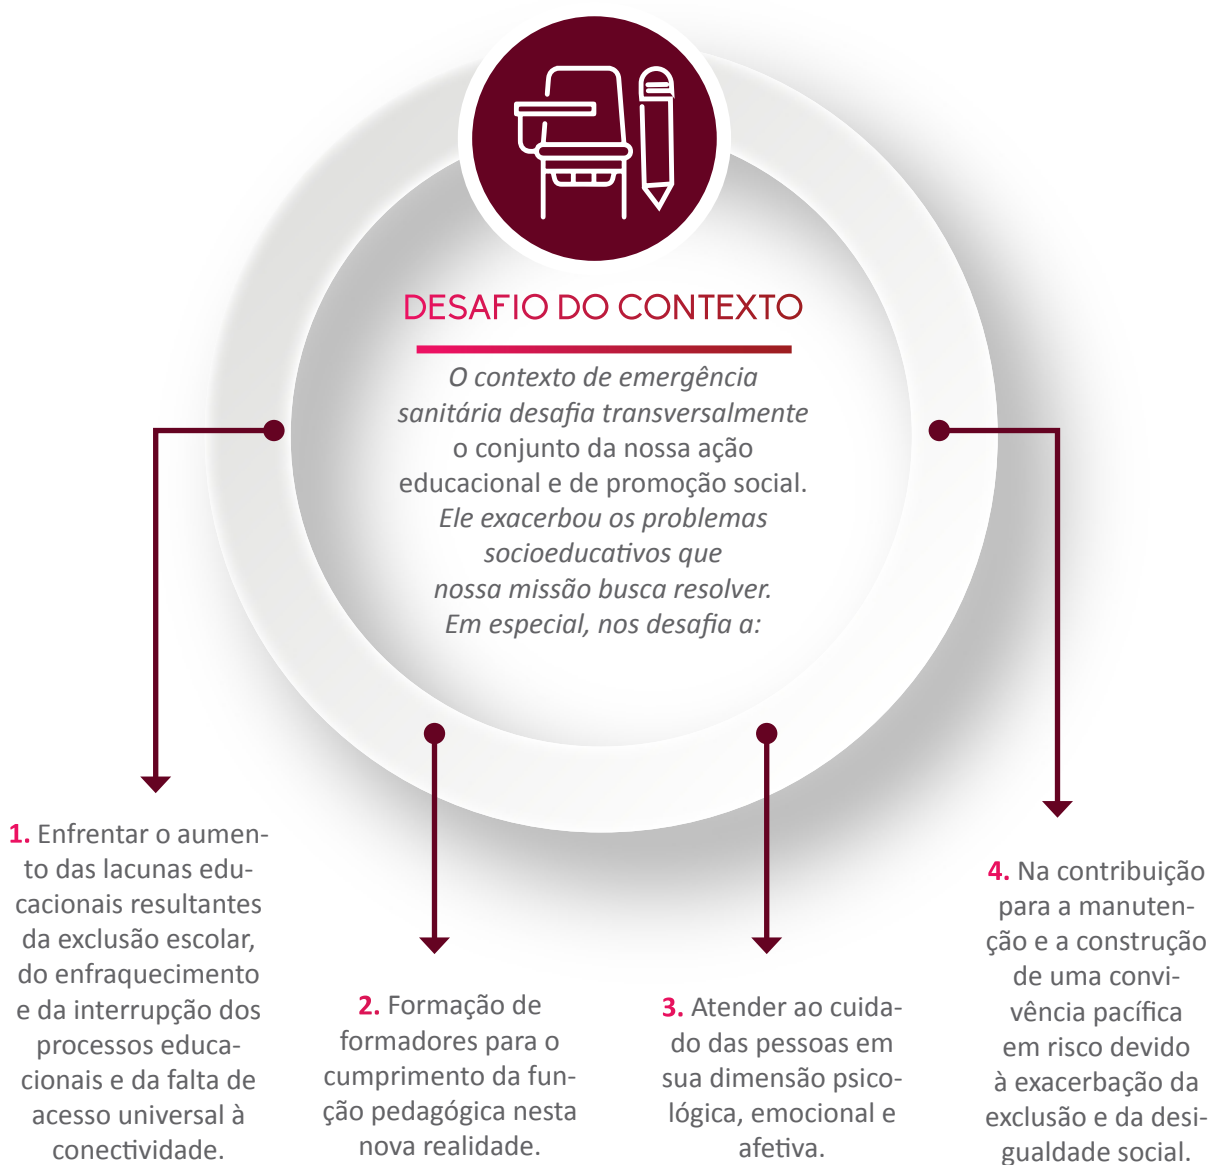 DESAFIO DO CONTEXTO
O contexto de emergência
sanitária desafia transversalmente
o conjunto da nossa ação
educacional e de promoção social.
Ele exacerbou os problemas
socioeducativos que
nossa missão busca resolver.
Em especial, nos desafia a:
1. Enfrentar o aumen-
to das lacunas edu-
cacionais resultantes
da exclusão escolar,
do enfraquecimento
e da interrupção dos
processos educa-
cionais e da falta de
acesso universal à
conectividade.
2. Formação de
formadores para o
cumprimento da fun-
ção pedagógica nesta
nova realidade.
3. Atender ao cuida-
do das pessoas em
sua dimensão psico-
lógica, emocional e
afetiva.
4. Na contribuição
para a manuten-
ção e a construção
de uma convi-
vência pacífica
em risco devido
à exacerbação da
exclusão e da desi-
gualdade social.